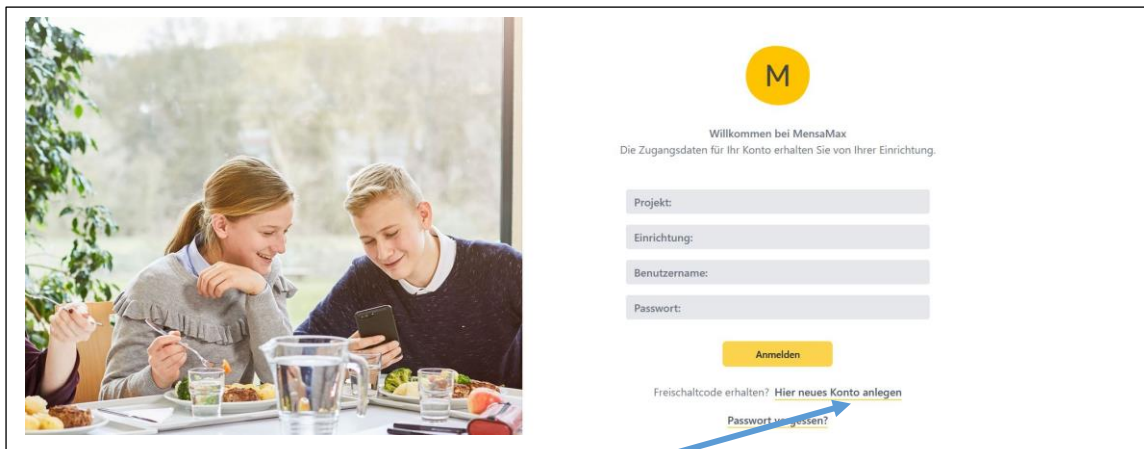 M
Willkommen bei MensaMax
Die Zugangsdaten für Ihr Konto erhalten Sie von Ihrer Einrichtung.
Projekt:
Einrichtung:
Benutzername:
Passwort:
Anmelden
Freischaltcode erhalten? Hier neues Konto anlegen
Passwort vergessen?